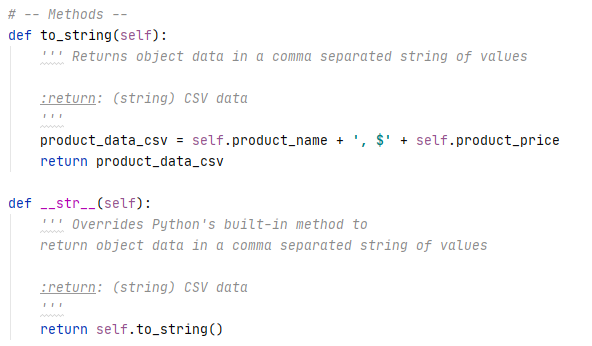 # -- Methods --
def to_string(self):
    ''' Returns object data in a comma separated string of values

    :return: (string) CSV data
    '''
    product_data_csv = self.product_name + ', $' + self.product_price
    return product_data_csv

def __str__(self):
    ''' Overrides Python's built-in method to
    return object data in a comma separated string of values

    :return: (string) CSV data
    '''
    return self.to_string()